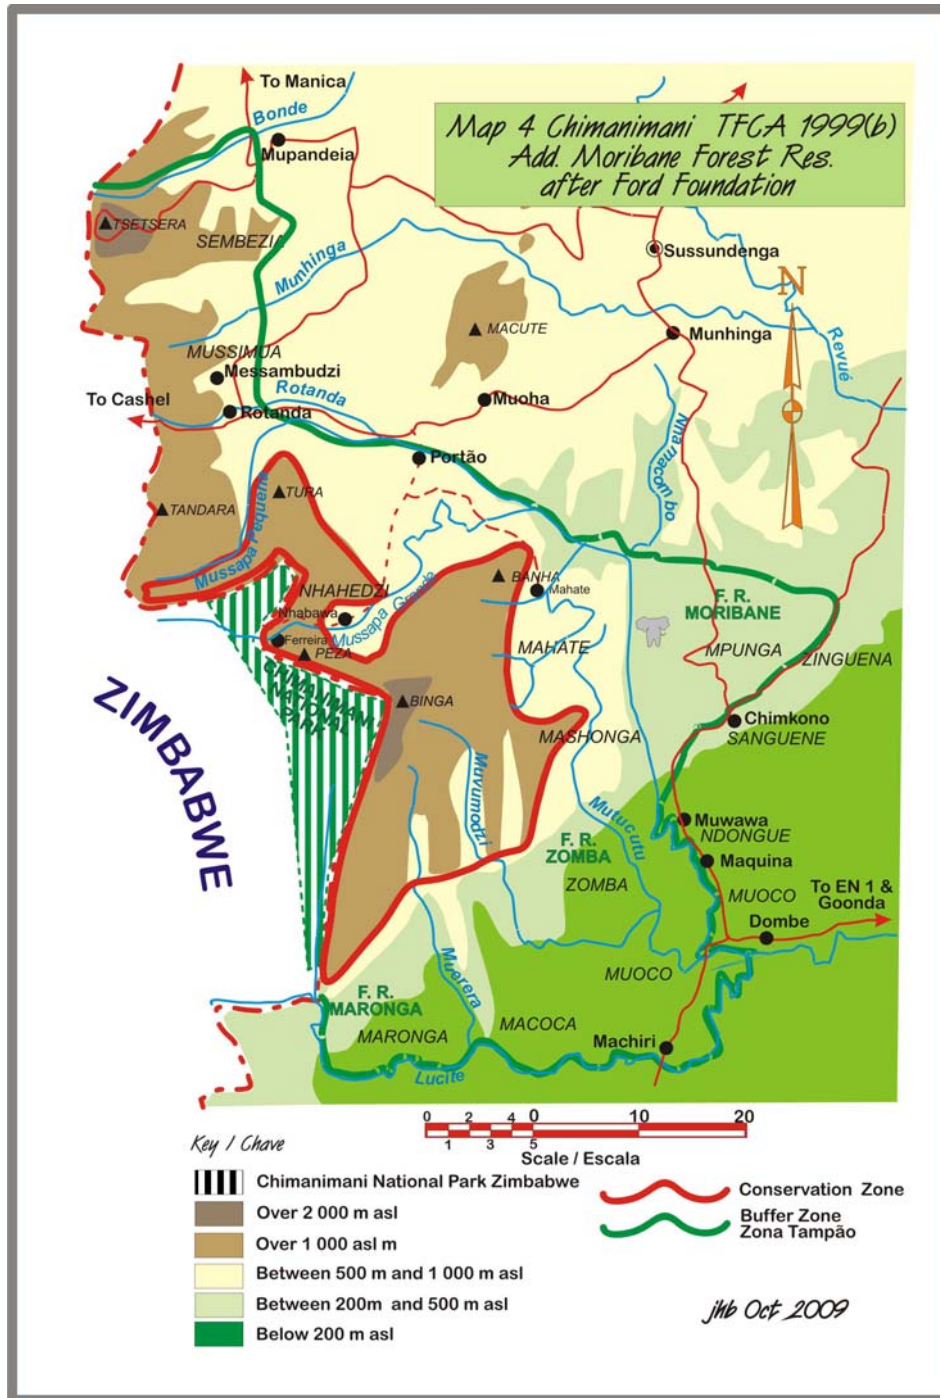 To Manica
Bonde
Map 4 Chimanimani TFCA 1999(b)
Add. Moribane Forest Res.
after Ford Foundation
Mupandeia
TSETSERA
SEMBEZIA
Munhinga
Sussundenga
N
MACUTE
Munhinga
Revué
MUSSIMUA
Messambudzi
To Cashel
Rotanda
Rotanda
Muoha
Nhamacombo
Portão
TURA
TANDARA
Mussapa Pequeno
NHAHEDZI
BANHA
Mahate
F. R.
MORIBANE
Nhabawa
Mussapa Grande
Ferreira
PEZA
MAHATE
MPUNGA
ZINGUENA
CHIMANIMANI
NATIONAL
PARK
BINGA
ZIMBABWE
MASHONGA
Chimkono
SANGUENE
Muvumodzi
Mutucutu
Muwawa
NDONGUE
F. R.
ZOMBA
Maquina
ZOMBA
MUOCO
To EN 1 &
Goonda
Dombe
MUOCO
Muerera
F. R.
MARONGA
MARONGA
MACOCA
Machiri
Lucite
0 2 4 0 10 20
1 3 5
Scale / Escala
Key / Chave
Chimanimani National Park Zimbabwe
Over 2 000 m asl
Over 1 000 asl m
Between 500 m and 1 000 m asl
Between 200m and 500 m asl
Below 200 m asl
Conservation Zone
Buffer Zone
Zona Tampão
jhb Oct 2009